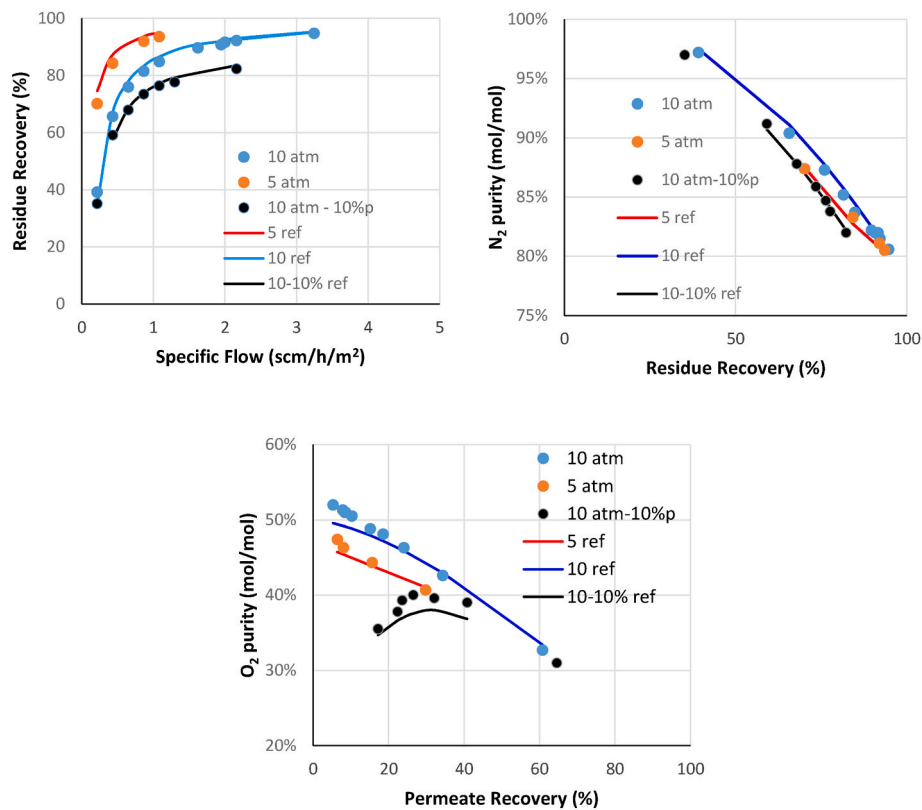 Residue Recovery (%)
100
80
60
40
20
0
10 atm
5 atm
10 atm - 10%p
5 ref
10 ref
10-10% ref
0 1 2 3 4 5
Specific Flow (scm/h/m²)
N₂ purity (mol/mol)
100%
95%
90%
85%
80%
75%
10 atm
5 atm
10 atm-10%p
5 ref
10 ref
10-10% ref
0 50 100
Residue Recovery (%)
O₂ purity (mol/mol)
60%
50%
40%
30%
20%
10 atm
5 atm
10 atm-10%p
5 ref
10 ref
10-10% ref
0 20 40 60 80 100
Permeate Recovery (%)